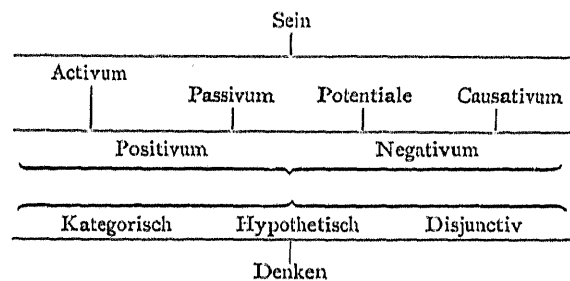 Sein
Activum
Passivum Potentiale Causativum
Positivum Negativum
Kategorisch Hypothetisch Disjunctiv
Denken